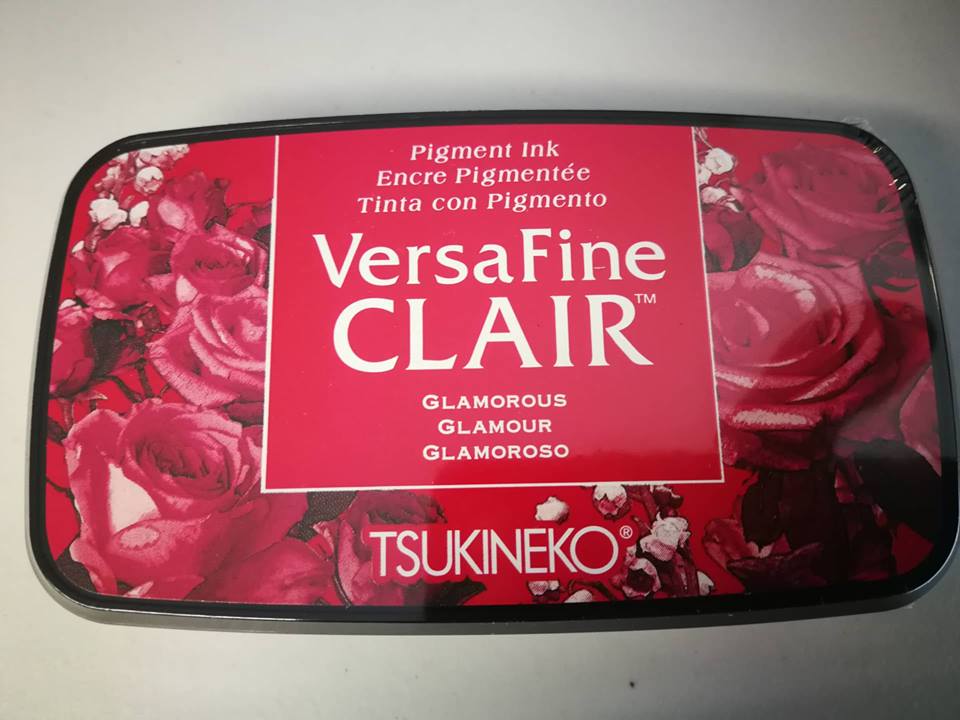 Pigment Ink
Encre Pigmentée
Tinta con Pigmento
VersaFine
CLAIR™
GLAMOROUS
GLAMOUR
GLAMOROSO
TSUKINEKO®